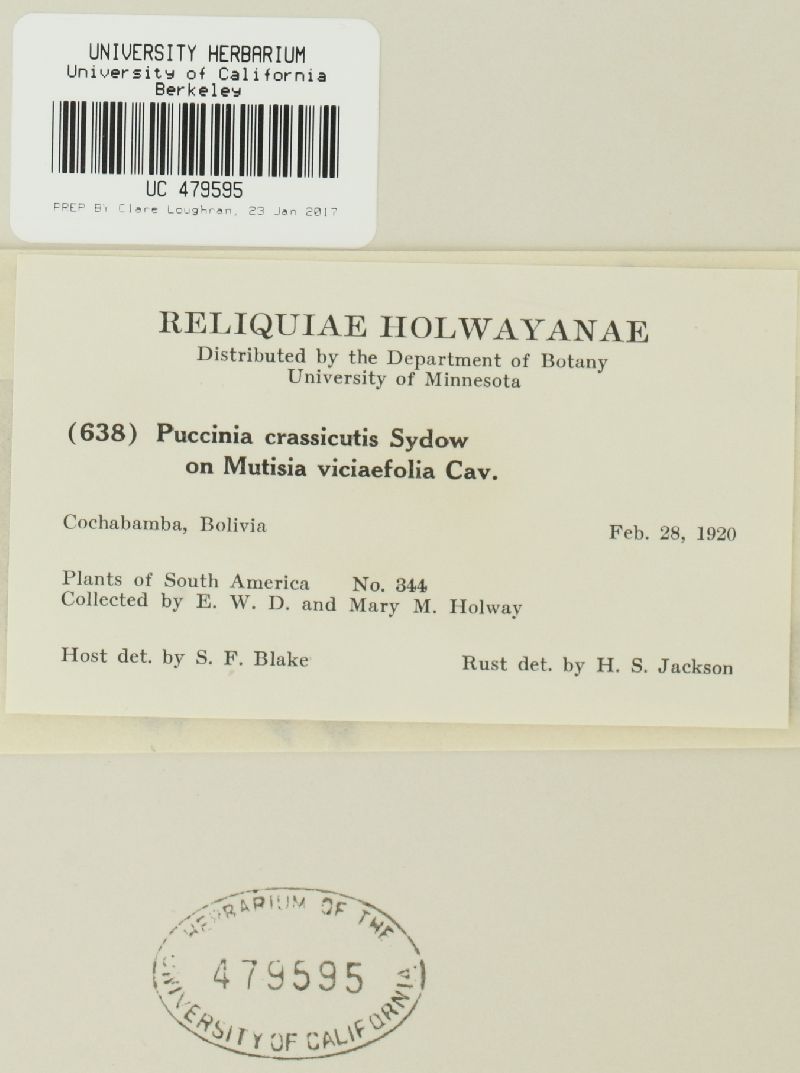 UNIVERSITY HERBARIUM
University of California
Berkeley
UC 479595
PREP BY Clare Loughran, 23 Jan 2017
RELIQUIAE HOLWAYANAE
Distributed by the Department of Botany
University of Minnesota
(638) Puccinia crassicutis Sydow
on Mutisia viciaefolia Cav.
Cochabamba, Bolivia Feb. 28, 1920
Plants of South America No. 344
Collected by E. W. D. and Mary M. Holway
Host det. by S. F. Blake Rust det. by H. S. Jackson
HERBARIUM OF THE
479595
UNIVERSITY OF CALIFORNIA